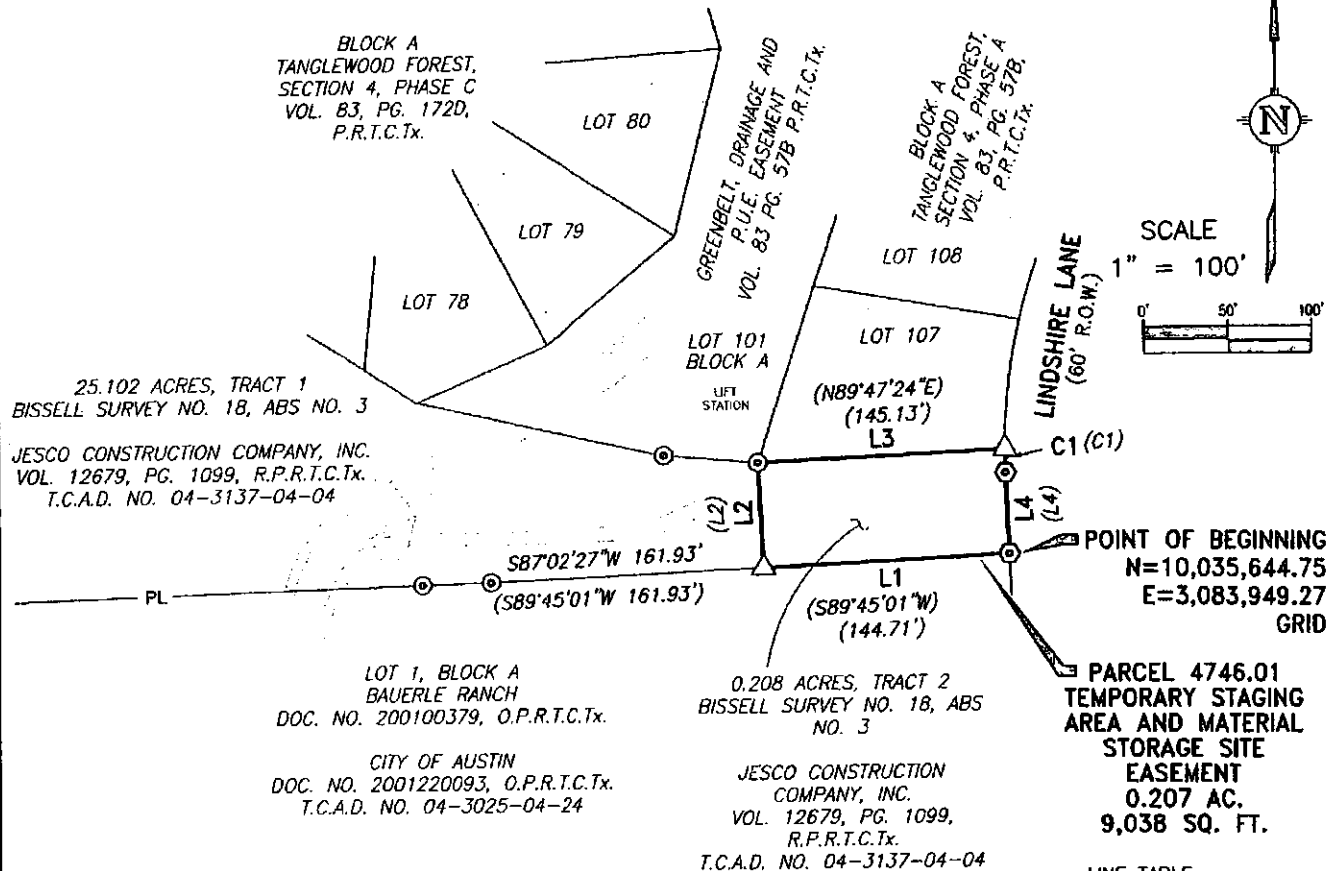 BLOCK A
TANGLEWOOD FOREST,
SECTION 4, PHASE C
VOL. 83, PG. 172D,
P.R.T.C.Tx.
LOT 80
LOT 79
LOT 78
GREENBELT, DRAINAGE AND
P.U.E. EASEMENT
VOL. 83 PG. 57B P.R.T.C.Tx.
BLOCK A
TANGLEWOOD FOREST,
SECTION 4, PHASE A
VOL. 83, PG. 57B,
P.R.T.C.Tx.
N
SCALE
1" = 100'
0' 50' 100'
LOT 108
LOT 107
LINDSHIRE LANE
(60' R.O.W.)
LOT 101
BLOCK A
LIFT
STATION
(N89°47'24"E)
(145.13')
L3
C1 (C1)
25.102 ACRES, TRACT 1
BISSELL SURVEY NO. 18, ABS NO. 3
JESCO CONSTRUCTION COMPANY, INC.
VOL. 12679, PG. 1099, R.P.R.T.C.Tx.
T.C.A.D. NO. 04-3137-04-04
(L2)
L2
L4
(L4)
POINT OF BEGINNING
N=10,035,644.75
E=3,083,949.27
GRID
PL
S87°02'27"W 161.93'
(S89°45'01"W 161.93')
L1
(S89°45'01"W)
(144.71')
PARCEL 4746.01
TEMPORARY STAGING
AREA AND MATERIAL
STORAGE SITE
EASEMENT
0.207 AC.
9,038 SQ. FT.
LOT 1, BLOCK A
BAUERLE RANCH
DOC. NO. 200100379, O.P.R.T.C.Tx.
CITY OF AUSTIN
DOC. NO. 2001220093, O.P.R.T.C.Tx.
T.C.A.D. NO. 04-3025-04-24
0.208 ACRES, TRACT 2
BISSELL SURVEY NO. 18, ABS
NO. 3
JESCO CONSTRUCTION
COMPANY, INC.
VOL. 12679, PG. 1099,
R.P.R.T.C.Tx.
T.C.A.D. NO. 04-3137-04-04
LINE TABLE